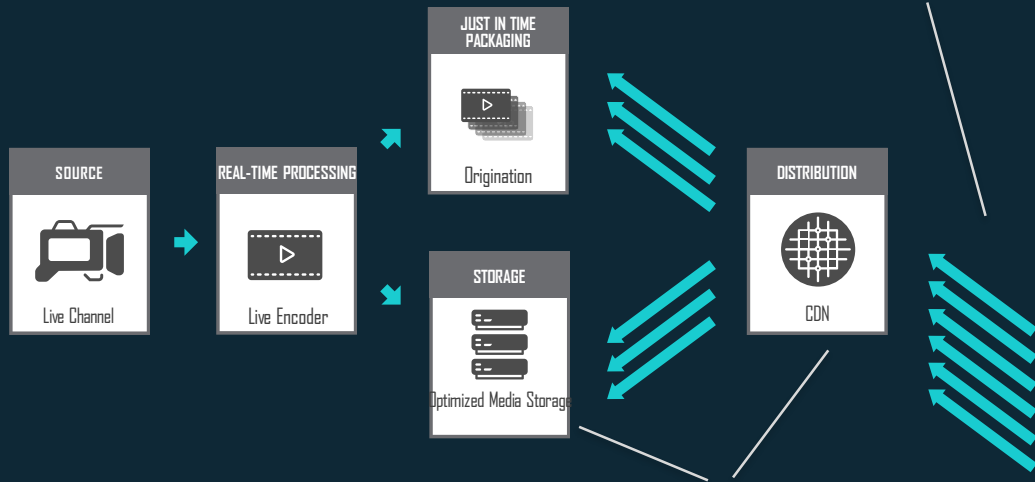 SOURCE
Live Channel
REAL-TIME PROCESSING
Live Encoder
JUST IN TIME
PACKAGING
Origination
STORAGE
Optimized Media Storage
DISTRIBUTION
CDN